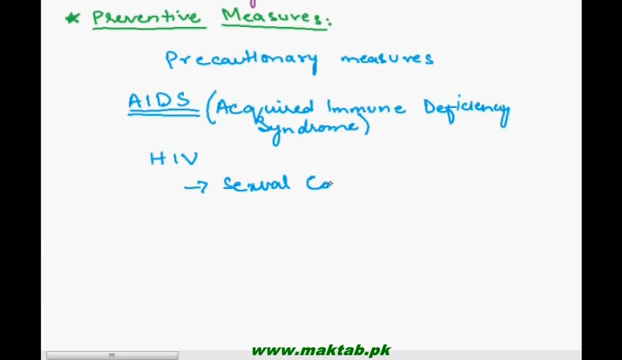 * Preventive Measures:
Precautionary measures
AIDS (Acquired Immune Deficiency
Syndrome)
HIV
→ Sexual Co
www.maktab.pk